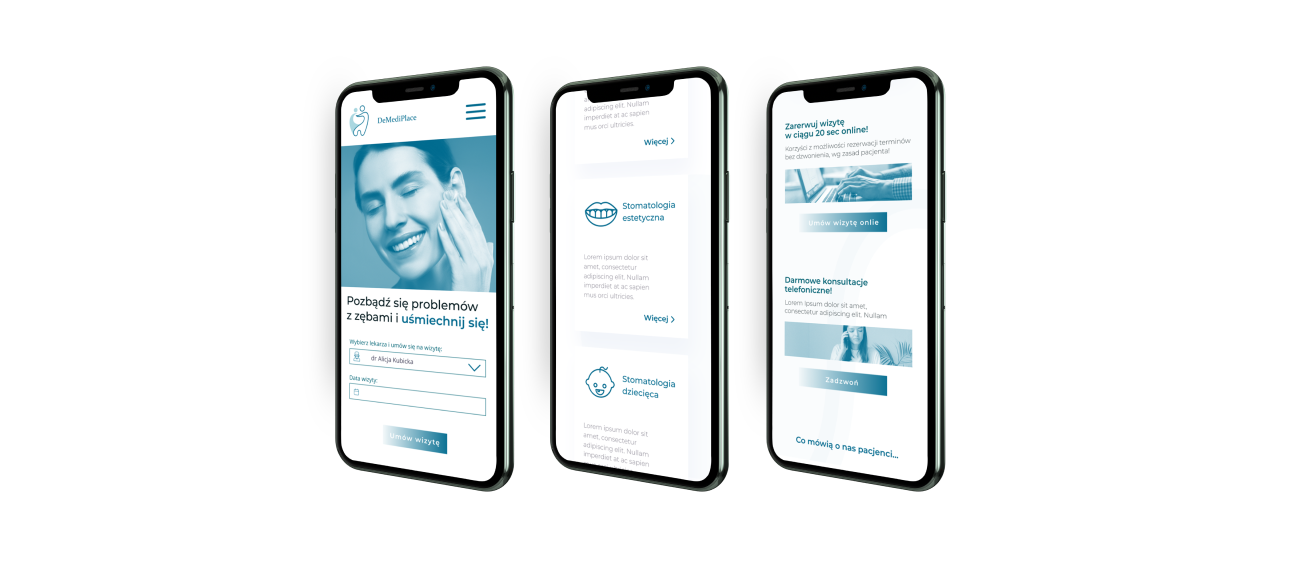 DeMediPlace
Pozbądź się problemów
z zębami i uśmiechnij się!
Wybierz lekarza i umów się na wizytę:
dr Alicja Kubicka
Data wizyty:
Umów wizytę
adipiscing elit. Nullam
imperdiet at ac sapien
mus orci ultricies.
Więcej
Stomatologia
estetyczna
Lorem ipsum dolor sit
amet, consectetur
adipiscing elit. Nullam
imperdiet at ac sapien
mus orci ultricies.
Więcej
Stomatologia
dziecięca
Lorem ipsum dolor sit
amet, consectetur
adipiscing elit. Nullam
imperdiet at ac sapien
Zarerwuj wizytę
w ciągu 20 sec online!
Korzyści z możliwości rezerwacji terminów
bez dzwonienia, wg zasad pacjenta!
Umów wizytę onlie
Darmowe konsultacje
telefoniczne!
Lorem ipsum dolor sit amet,
consectetur adipiscing elit. Nullam
Zadzwoń
Co mówią o nas pacjenci...